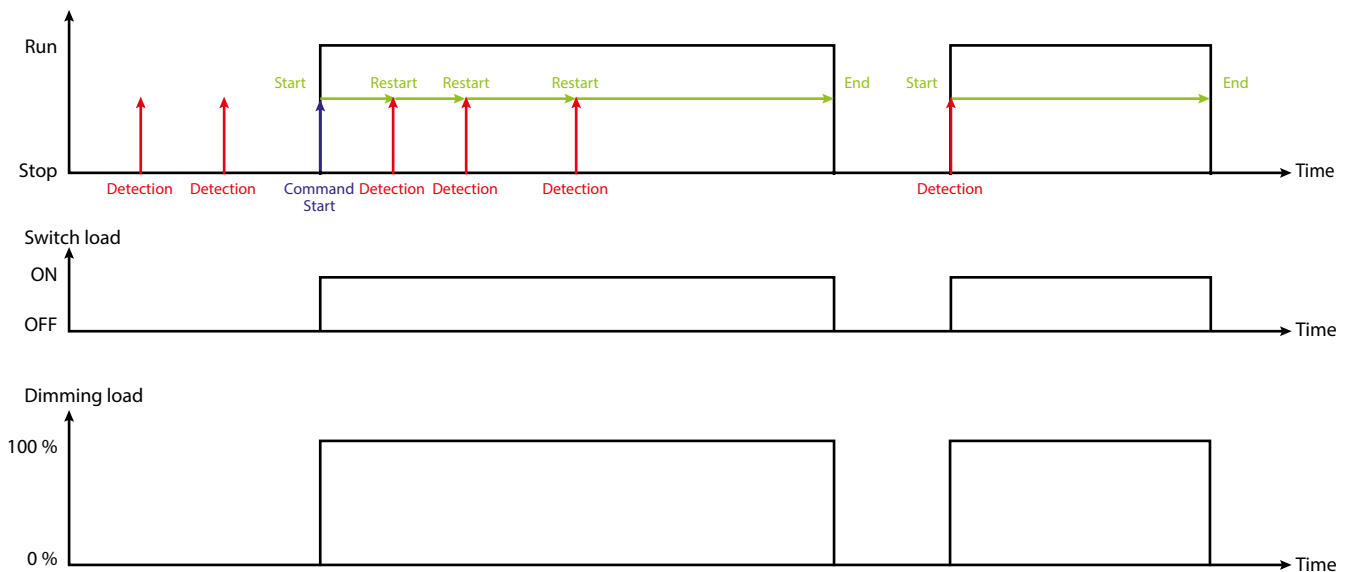 Run
Start Restart Restart Restart End Start End
Stop
Time
Detection Detection Command Detection Detection Detection Detection
Start
Switch load
ON
OFF
Time
Dimming load
100 %
0 %
Time